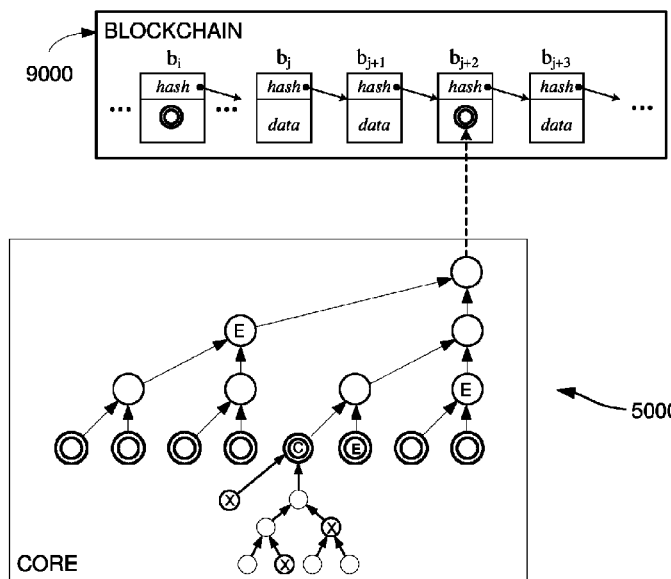 BLOCKCHAIN
9000
bi bj bj+1 bj+2 bj+3
hash hash hash hash hash
... ... ...
data data data
E
E
C E
5000
X
X
X
CORE